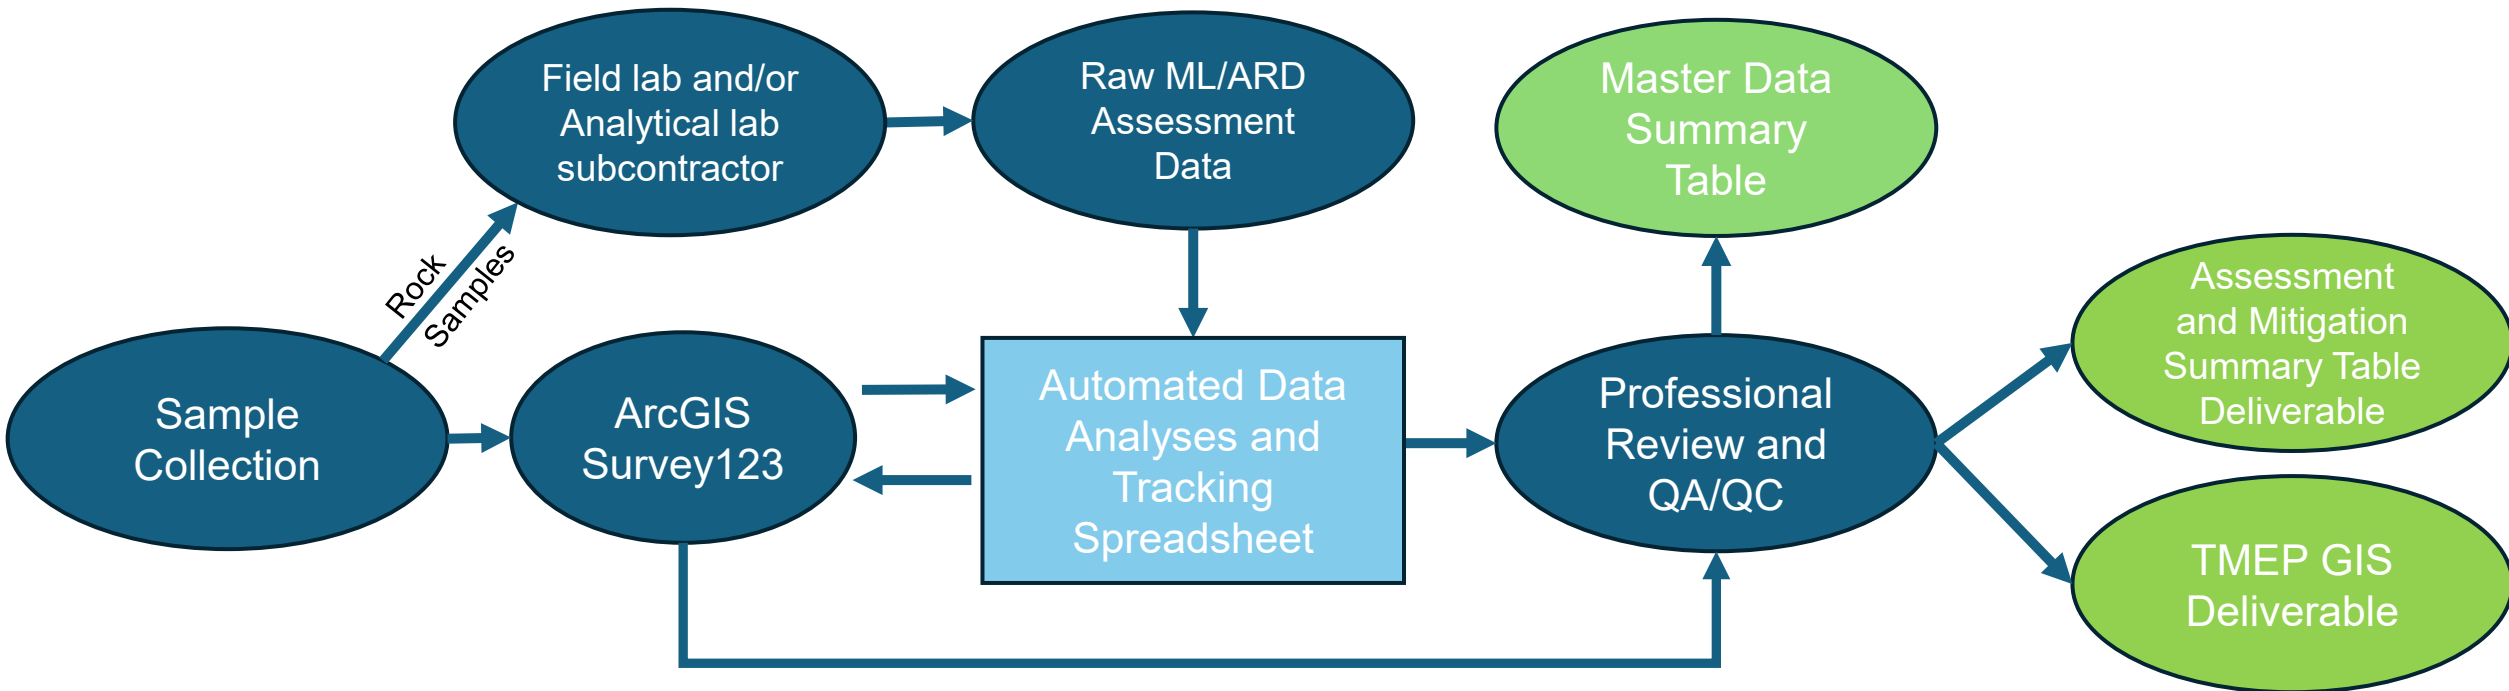 Field lab and/or
Analytical lab
subcontractor
Raw ML/ARD
Assessment
Data
Master Data
Summary
Table
Rock
Samples
Sample
Collection
ArcGIS
Survey123
Automated Data
Analyses and
Tracking
Spreadsheet
Professional
Review and
QA/QC
Assessment
and Mitigation
Summary Table
Deliverable
TMEP GIS
Deliverable